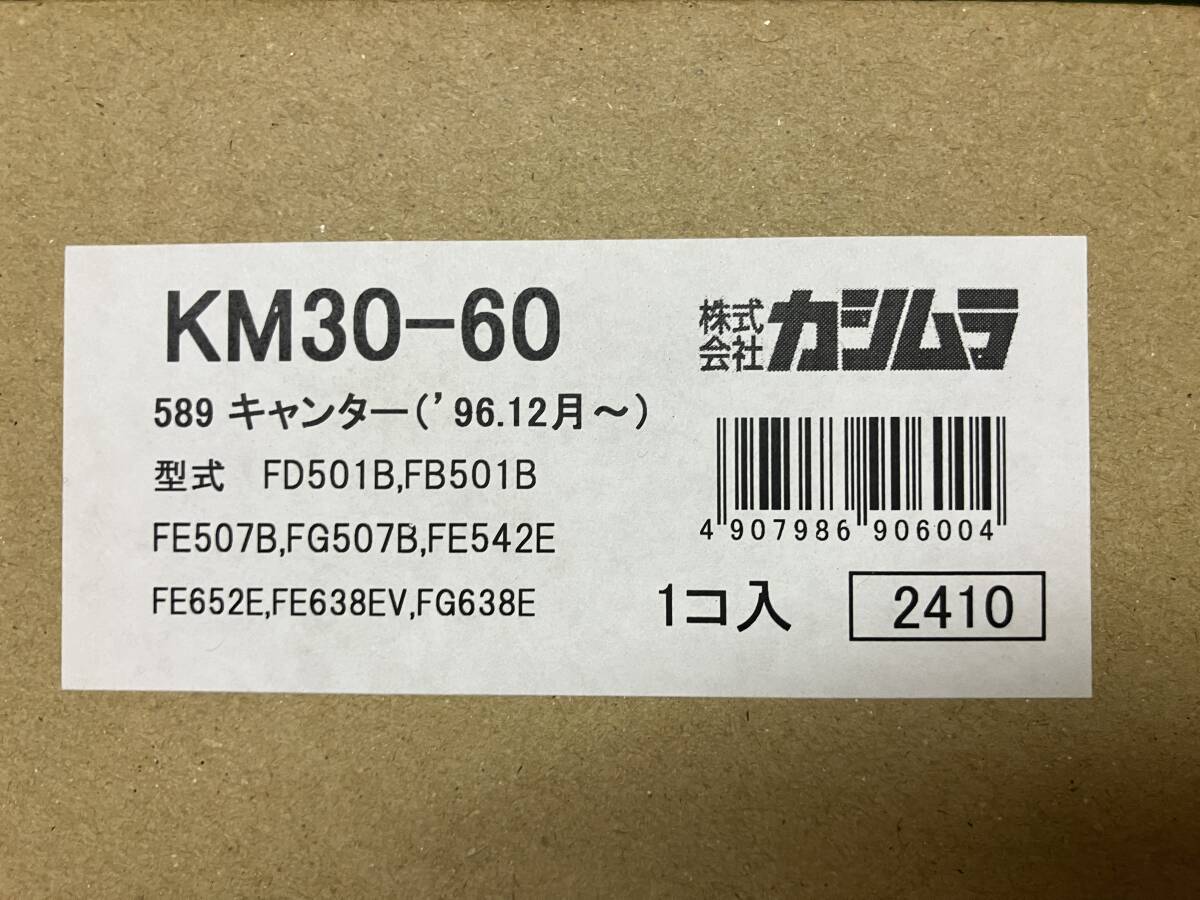 KM30-60
株式会社 カシムラ
589 キャンター('96.12月～)
型式 FD501B,FB501B
FE507B,FG507B,FE542E
FE652E,FE638EV,FG638E
4 907986 906004
1コ入 2410